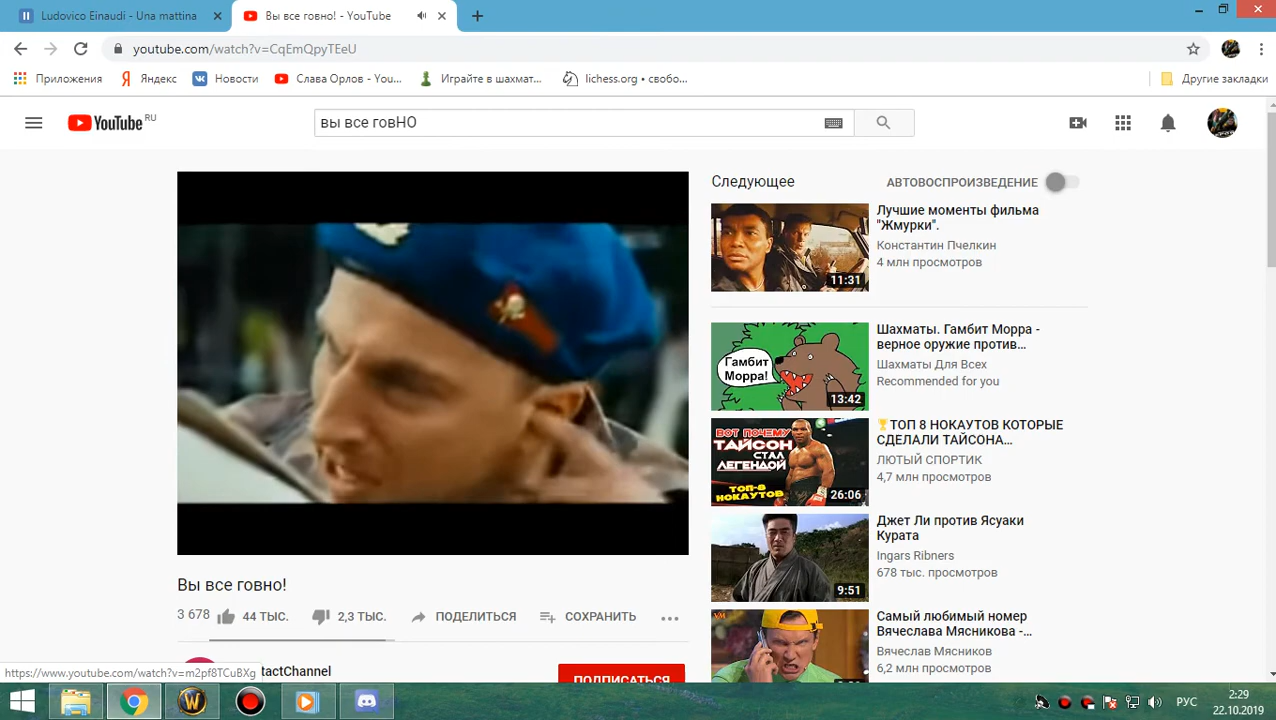 Ludovico Einaudi - Una mattina
Вы все говно! - YouTube
youtube.com/watch?v=CqEmQpyTEeU
Приложения
Яндекс
Новости
Слава Орлов - You...
Играйте в шахмат...
lichess.org • свобо...
Другие закладки
YouTube RU
вы все говНО
Следующее
АВТОВОСПРОИЗВЕДЕНИЕ
11:31
Лучшие моменты фильма
"Жмурки".
Константин Пчелкин
4 млн просмотров
Гамбит
Морра!
13:42
Шахматы. Гамбит Морра -
верное оружие против...
Шахматы Для Всех
Recommended for you
ВОТ ПОЧЕМУ
ТАЙСОН
СТАЛ
ЛЕГЕНДОЙ
ТОП-8
НОКАУТОВ
26:06
ТОП 8 НОКАУТОВ КОТОРЫЕ
СДЕЛАЛИ ТАЙСОНА...
ЛЮТЫЙ СПОРТИК
4,7 млн просмотров
9:51
Джет Ли против Ясуаки
Курата
Ingars Ribners
678 тыс. просмотров
Самый любимый номер
Вячеслава Мясникова -...
Вячеслав Мясников
6,2 млн просмотров
Вы все говно!
3 678
44 ТЫС.
2,3 ТЫС.
ПОДЕЛИТЬСЯ
СОХРАНИТЬ
tactChannel
ПОДПИСАТЬСЯ
https://www.youtube.com/watch?v=m2pf8TCuBXg
РУС
2:29
22.10.2019